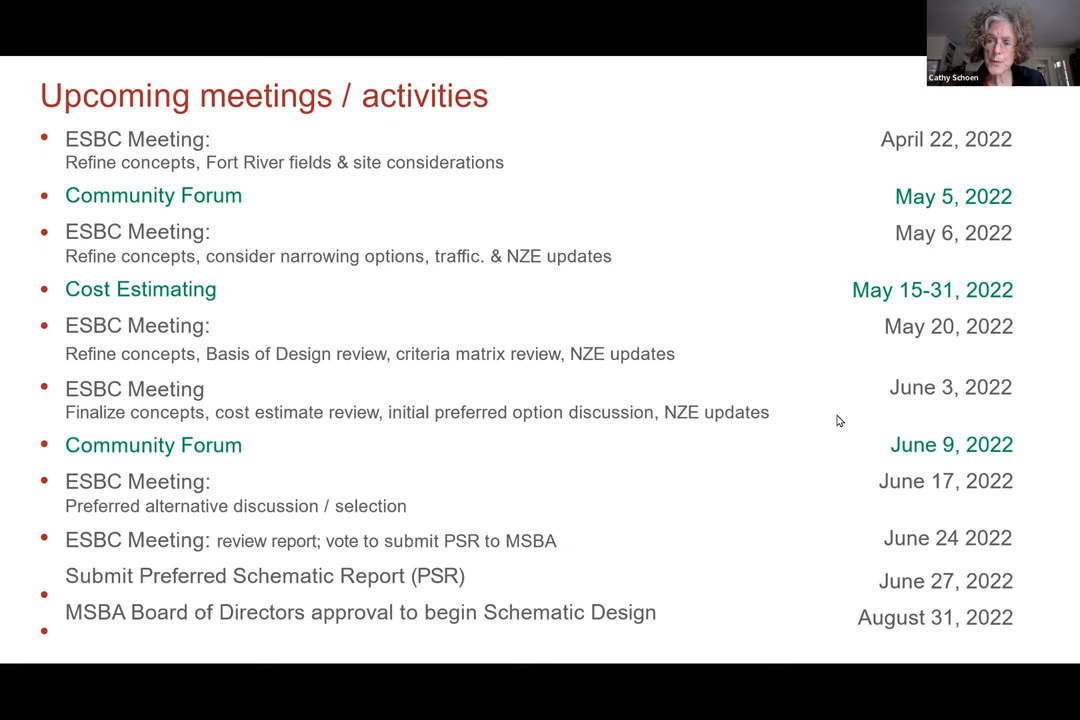 Cathy Schoen
Upcoming meetings / activities
• ESBC Meeting: April 22, 2022
Refine concepts, Fort River fields & site considerations
• Community Forum May 5, 2022
• ESBC Meeting: May 6, 2022
Refine concepts, consider narrowing options, traffic. & NZE updates
• Cost Estimating May 15-31, 2022
• ESBC Meeting: May 20, 2022
Refine concepts, Basis of Design review, criteria matrix review, NZE updates
• ESBC Meeting June 3, 2022
Finalize concepts, cost estimate review, initial preferred option discussion, NZE updates
• Community Forum June 9, 2022
• ESBC Meeting: June 17, 2022
Preferred alternative discussion / selection
• ESBC Meeting: review report; vote to submit PSR to MSBA June 24 2022
• Submit Preferred Schematic Report (PSR) June 27, 2022
• MSBA Board of Directors approval to begin Schematic Design August 31, 2022